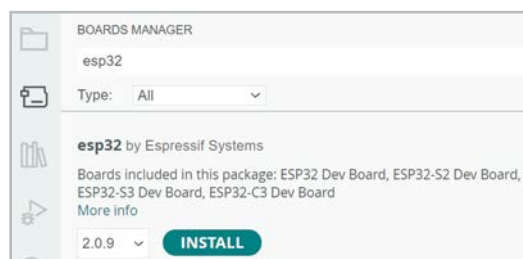 BOARDS MANAGER
esp32
Type: All
esp32 by Espressif Systems
Boards included in this package: ESP32 Dev Board, ESP32-S2 Dev Board,
ESP32-S3 Dev Board, ESP32-C3 Dev Board
More info
2.0.9 INSTALL